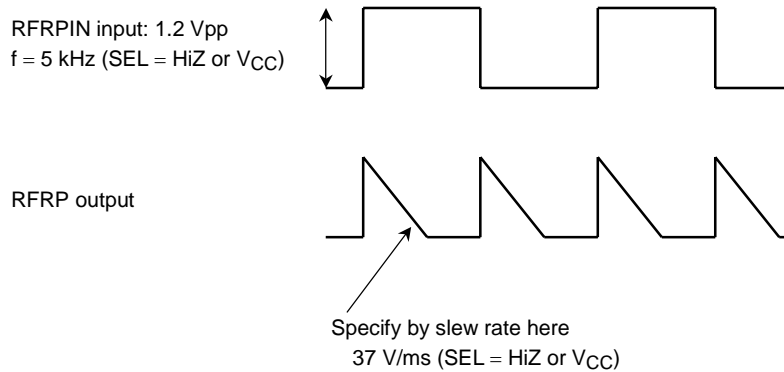 RFRPIN input: 1.2 Vpp
f = 5 kHz (SEL = HiZ or VCC)
RFRP output
Specify by slew rate here
37 V/ms (SEL = HiZ or VCC)